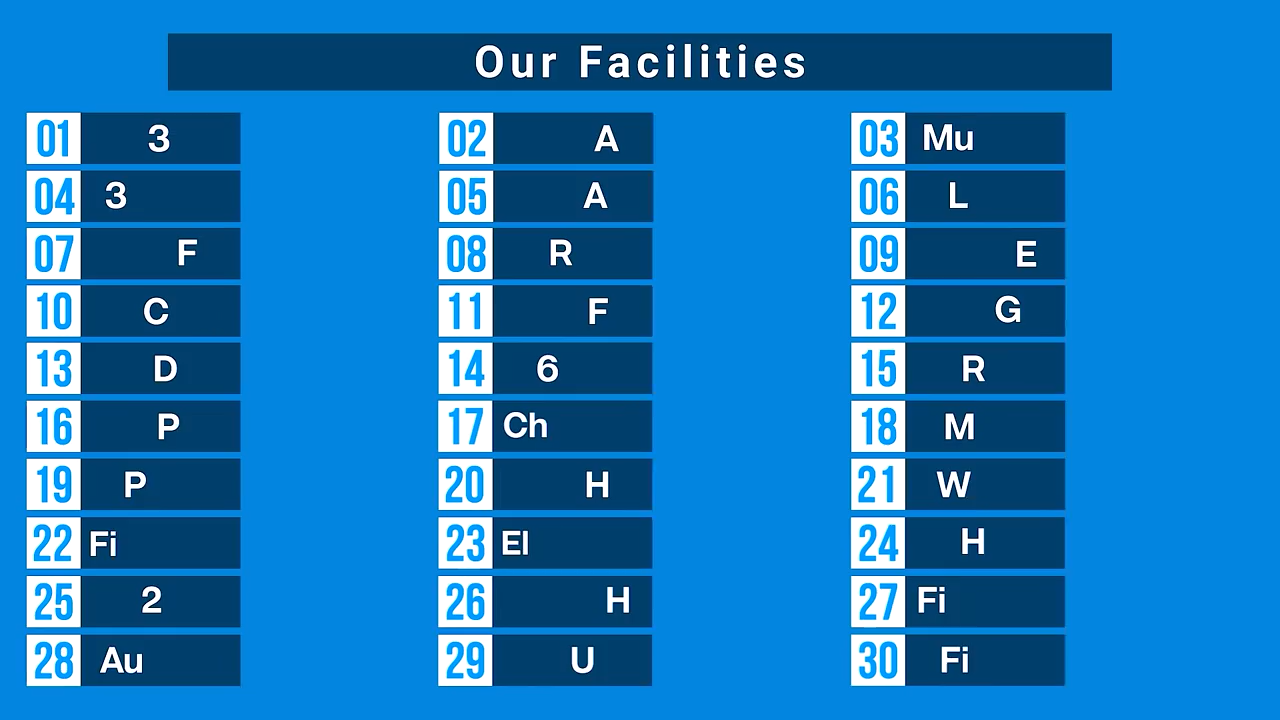 Our Facilities
01 3
02 A
03 Mu
04 3
05 A
06 L
07 F
08 R
09 E
10 C
11 F
12 G
13 D
14 6
15 R
16 P
17 Ch
18 M
19 P
20 H
21 W
22 Fi
23 El
24 H
25 2
26 H
27 Fi
28 Au
29 U
30 Fi